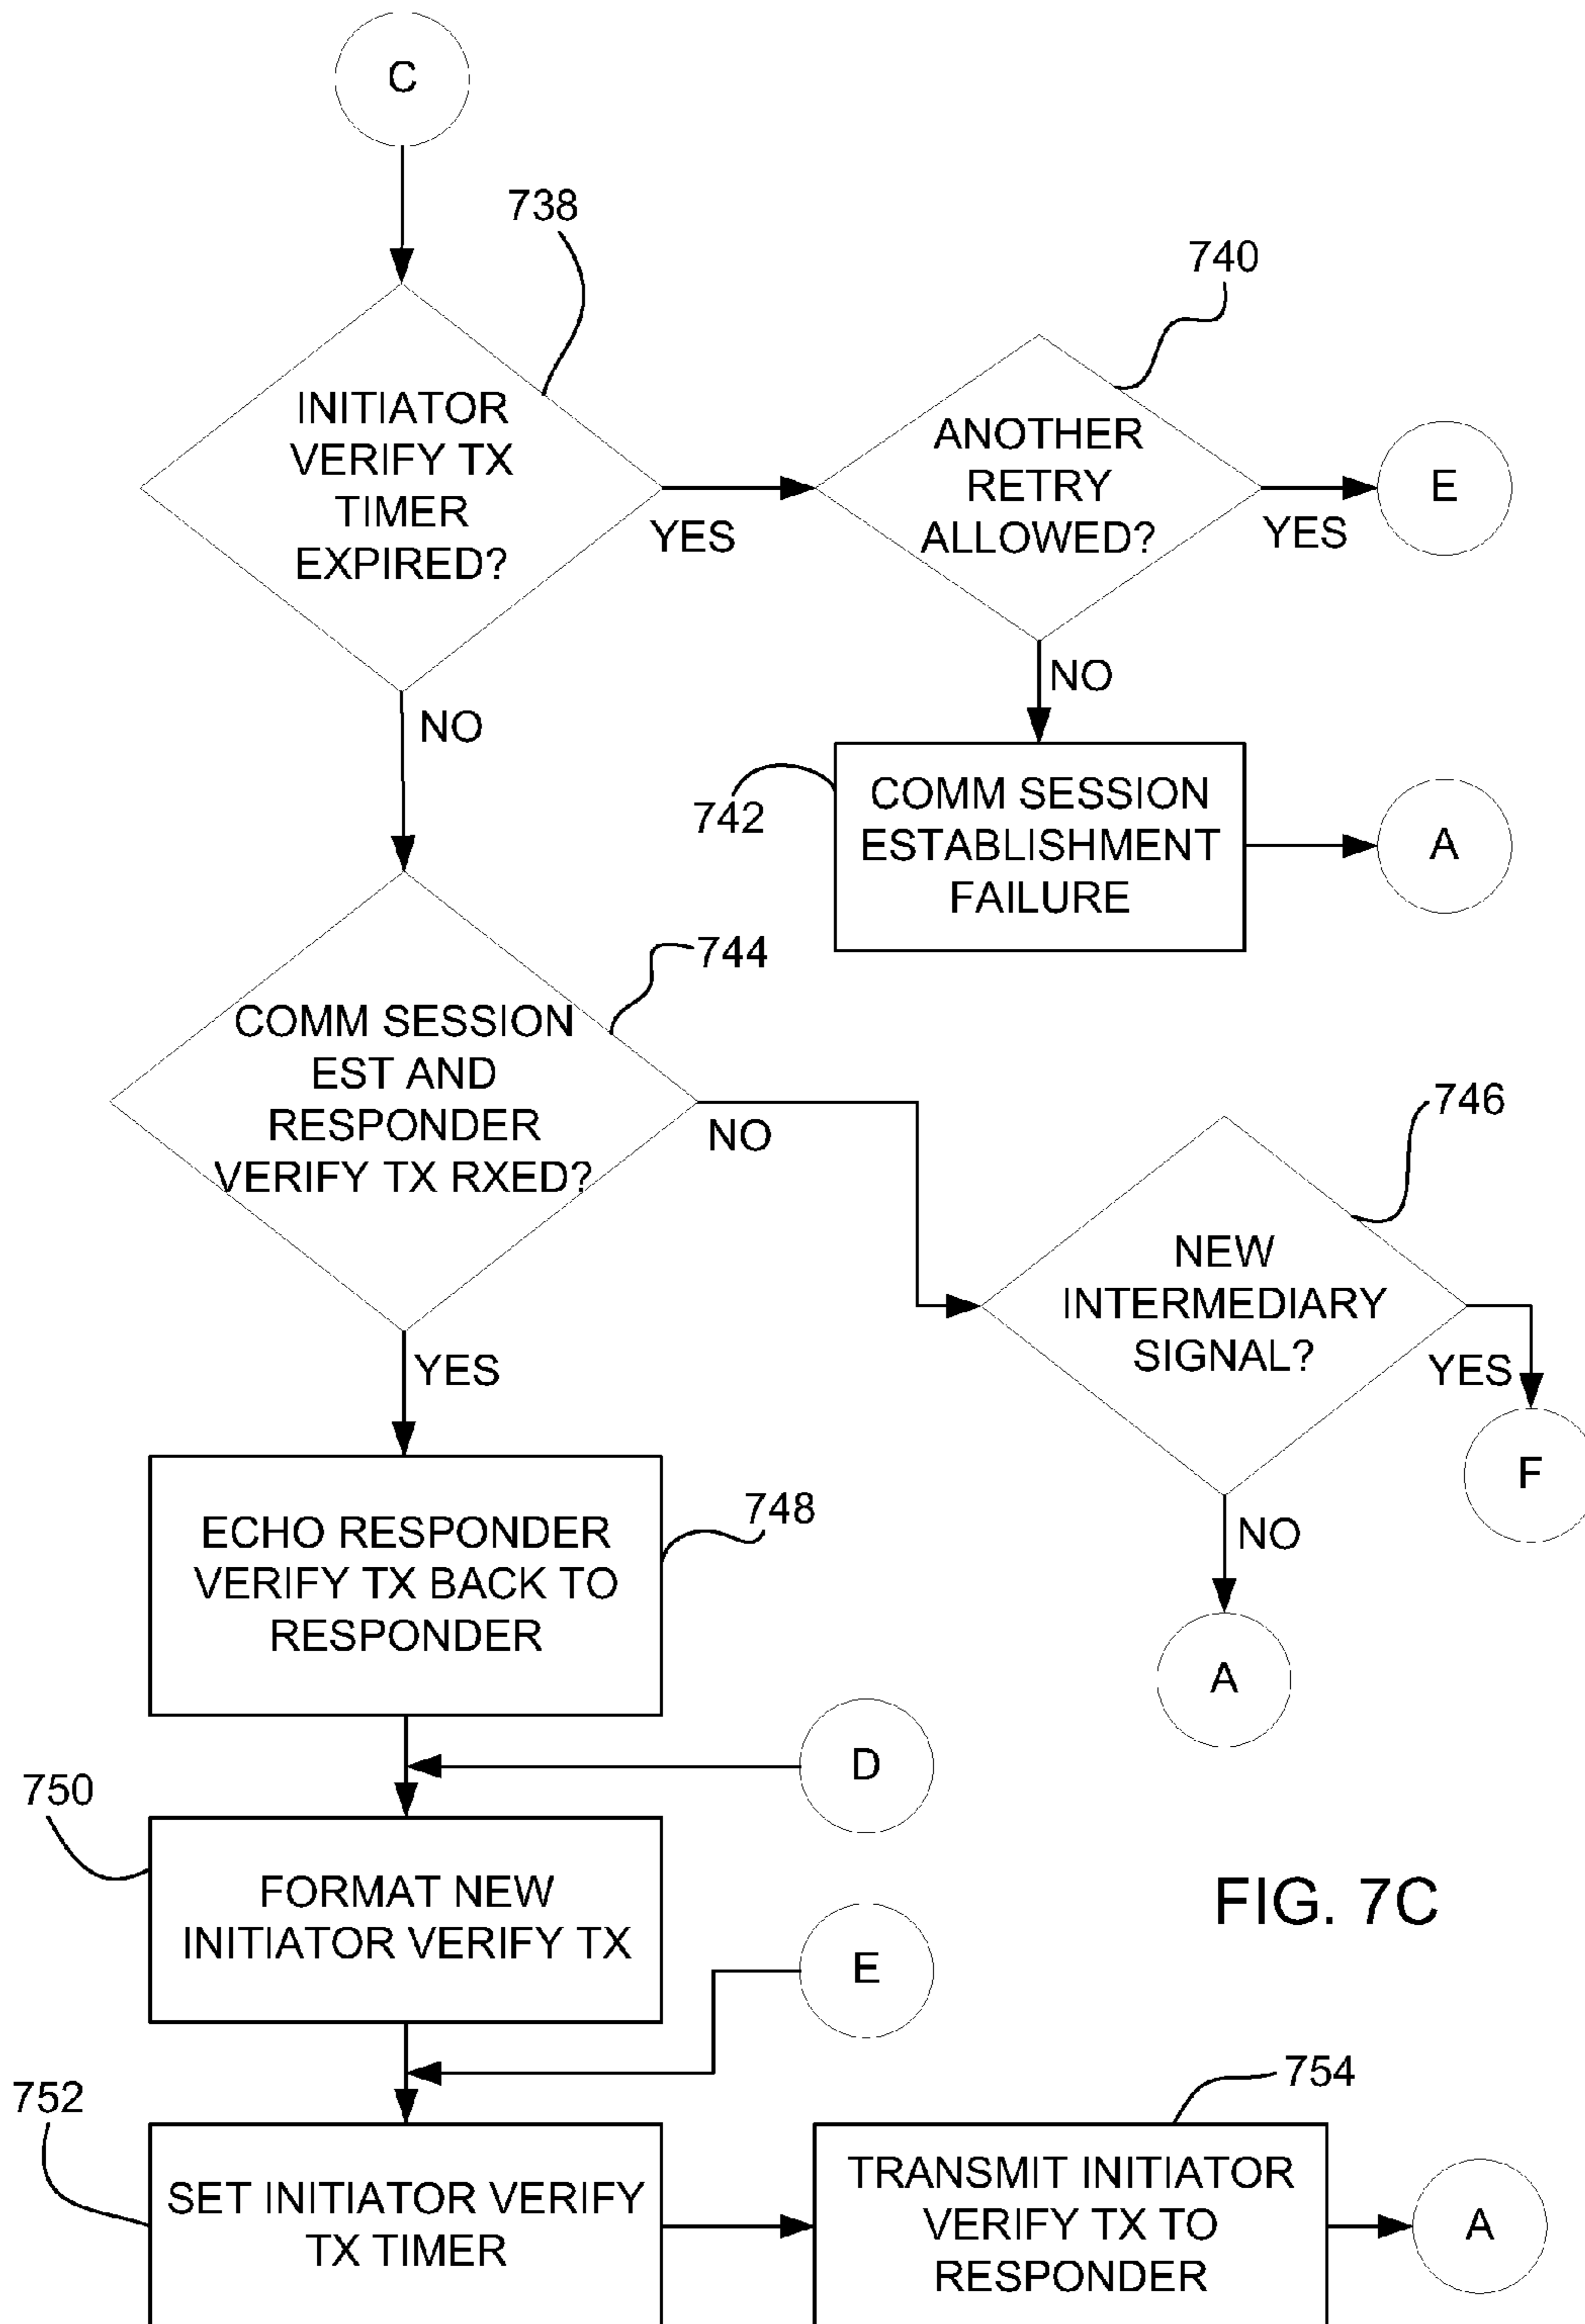 C
738
740
INITIATOR
VERIFY TX
TIMER
EXPIRED?
YES
ANOTHER
RETRY
ALLOWED?
YES
E
NO
NO
742
COMM SESSION
ESTABLISHMENT
FAILURE
A
744
COMM SESSION
EST AND
RESPONDER
VERIFY TX RXED?
NO
746
NEW
INTERMEDIARY
SIGNAL?
YES
F
NO
A
YES
748
ECHO RESPONDER
VERIFY TX BACK TO
RESPONDER
D
750
FORMAT NEW
INITIATOR VERIFY TX
FIG. 7C
E
752
SET INITIATOR VERIFY
TX TIMER
754
TRANSMIT INITIATOR
VERIFY TX TO
RESPONDER
A